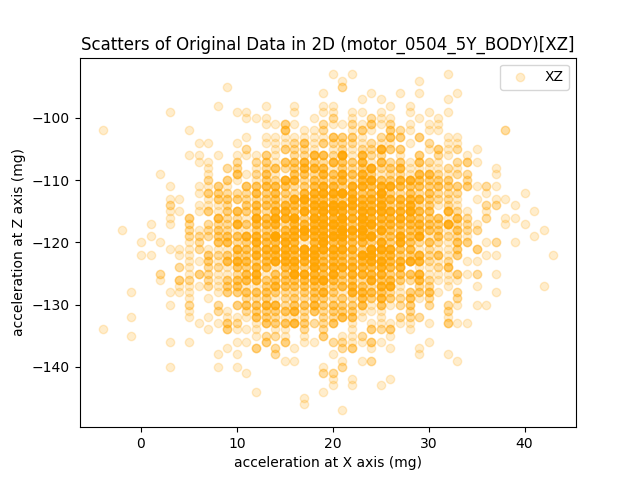 Scatters of Original Data in 2D (motor_0504_5Y_BODY)[XZ]
XZ
acceleration at Z axis (mg)
−100
−110
−120
−130
−140
0 10 20 30 40
acceleration at X axis (mg)